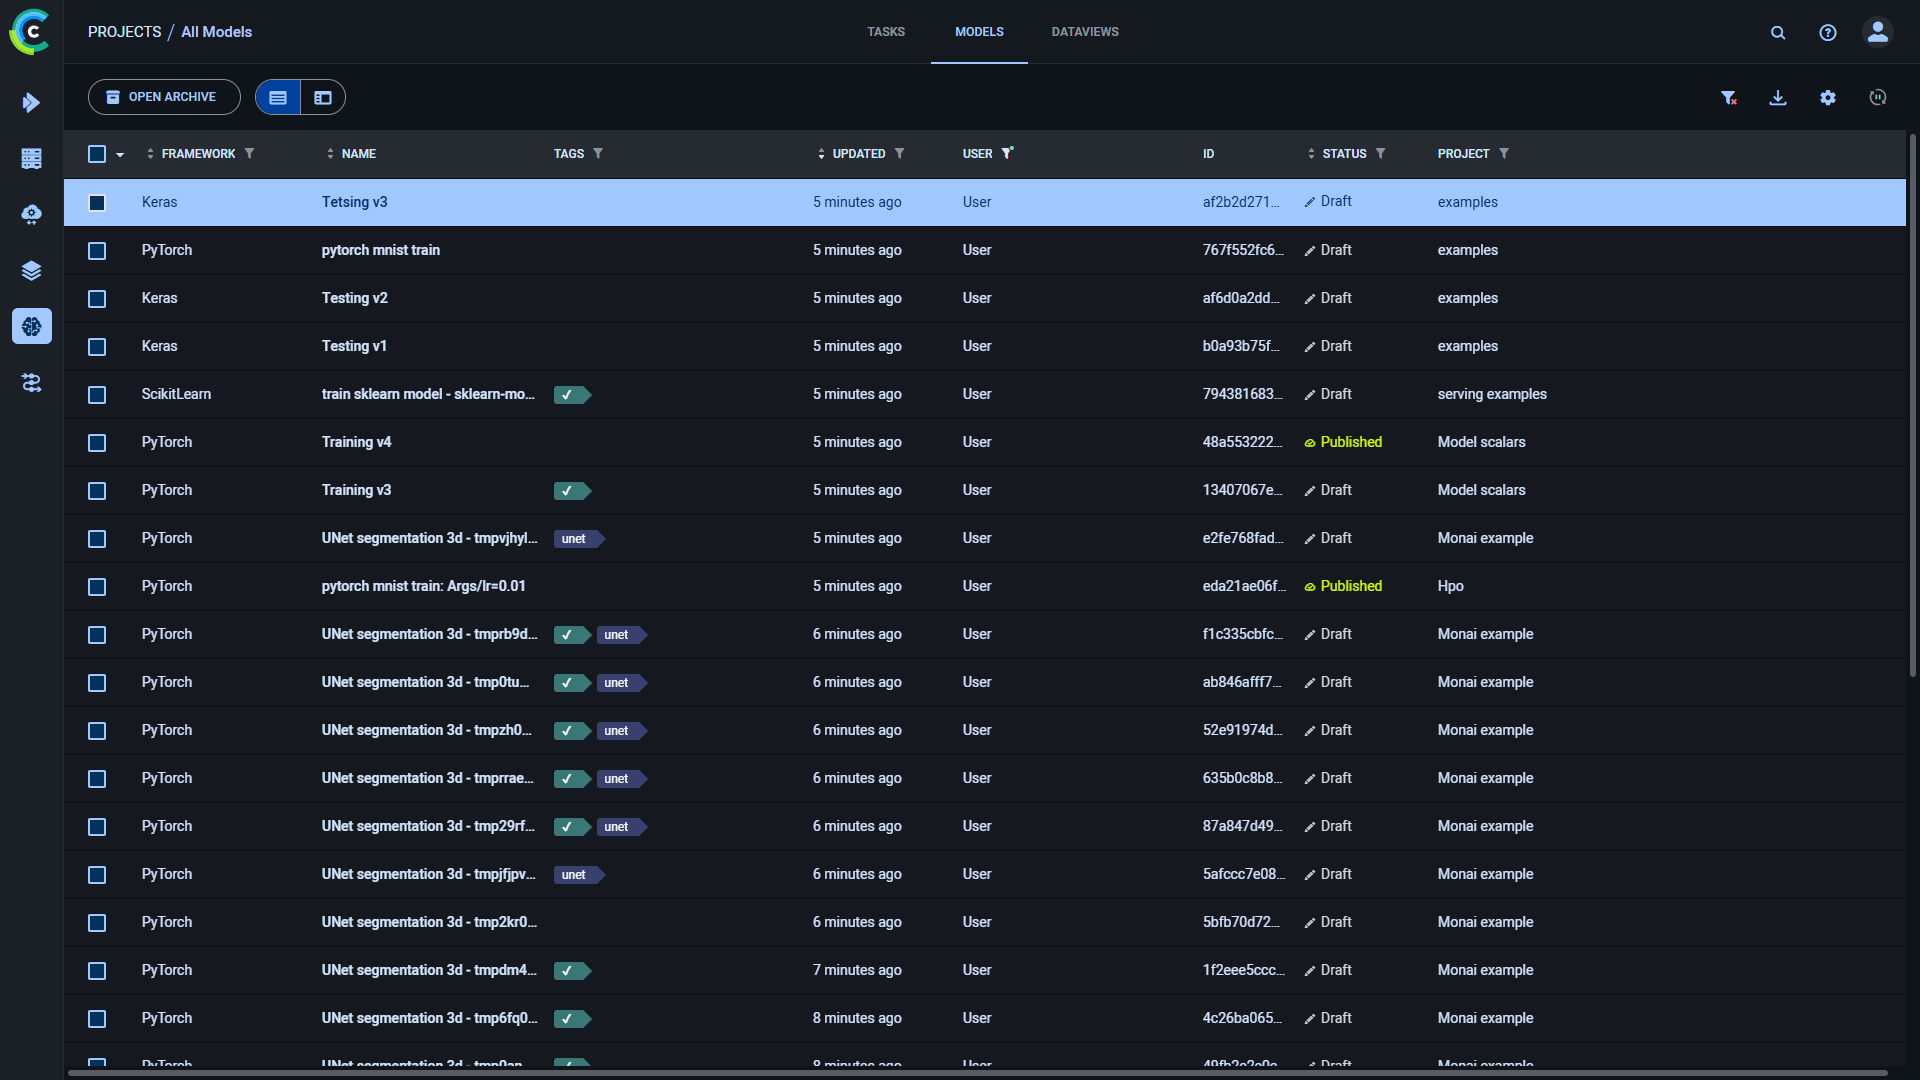 PROJECTS / All Models
TASKS MODELS DATAVIEWS
OPEN ARCHIVE
FRAMEWORK NAME TAGS UPDATED USER ID STATUS PROJECT
Keras Tetsing v3 5 minutes ago User af2b2d271... Draft examples
PyTorch pytorch mnist train 5 minutes ago User 767f552fc6... Draft examples
Keras Testing v2 5 minutes ago User af6d0a2dd... Draft examples
Keras Testing v1 5 minutes ago User b0a93b75f... Draft examples
ScikitLearn train sklearn model - sklearn-mo... ✓ 5 minutes ago User 794381683... Draft serving examples
PyTorch Training v4 5 minutes ago User 48a553222... Published Model scalars
PyTorch Training v3 ✓ 5 minutes ago User 13407067e... Draft Model scalars
PyTorch UNet segmentation 3d - tmpvjhyl... unet 5 minutes ago User e2fe768fad... Draft Monai example
PyTorch pytorch mnist train: Args/lr=0.01 5 minutes ago User eda21ae06f... Published Hpo
PyTorch UNet segmentation 3d - tmprb9d... ✓ unet 6 minutes ago User f1c335cbfc... Draft Monai example
PyTorch UNet segmentation 3d - tmp0tu... ✓ unet 6 minutes ago User ab846afff7... Draft Monai example
PyTorch UNet segmentation 3d - tmpzh0... ✓ unet 6 minutes ago User 52e91974d... Draft Monai example
PyTorch UNet segmentation 3d - tmprrae... ✓ unet 6 minutes ago User 635b0c8b8... Draft Monai example
PyTorch UNet segmentation 3d - tmp29rf... ✓ unet 6 minutes ago User 87a847d49... Draft Monai example
PyTorch UNet segmentation 3d - tmpjfjpv... unet 6 minutes ago User 5afccc7e08... Draft Monai example
PyTorch UNet segmentation 3d - tmp2kr0... 6 minutes ago User 5bfb70d72... Draft Monai example
PyTorch UNet segmentation 3d - tmpdm4... ✓ 7 minutes ago User 1f2eee5ccc... Draft Monai example
PyTorch UNet segmentation 3d - tmp6fq0... ✓ 8 minutes ago User 4c26ba065... Draft Monai example
PyTorch UNet segmentation 3d - 8 minutes ago User Draft Monai example